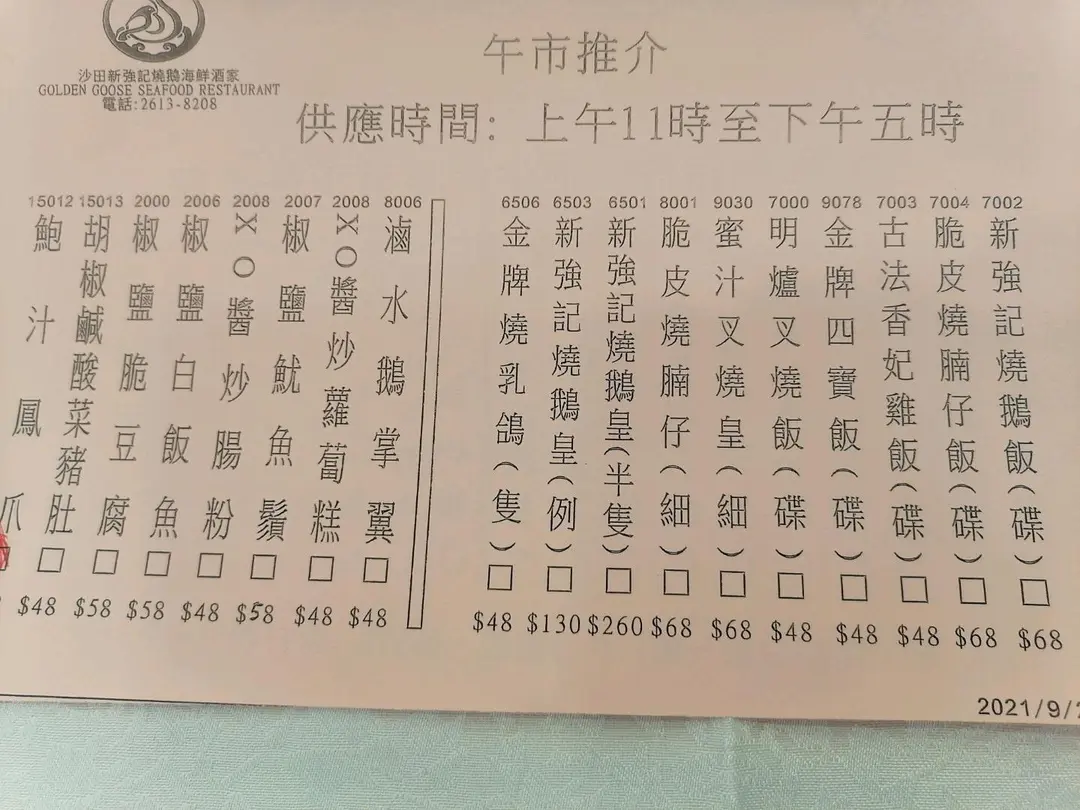 沙田新強記燒鵝海鮮酒家
GOLDEN GOOSE SEAFOOD RESTAURANT
電話:2613-8208
午市推介
供應時間: 上午11時至下午五時
7002 新強記燒鵝飯(碟) □ $68
7004 脆皮燒腩仔飯(碟) □ $68
7003 古法香妃雞飯(碟) □ $48
9078 金牌四寶飯(碟) □ $48
7000 明爐叉燒飯(碟) □ $48
9030 蜜汁叉燒皇(細) □ $68
8001 脆皮燒腩仔(細) □ $68
6501 新強記燒鵝皇(半隻) □ $260
6503 新強記燒鵝皇(例) □ $130
6506 金牌燒乳鴿(隻) □ $48
8006 滷水鵝掌翼 □ $48
2008 XO醬炒蘿蔔糕 □ $48
2007 椒鹽魷魚鬚 □ $58
2008 XO醬炒腸粉 □ $48
2006 椒鹽白飯魚 □ $58
2000 椒鹽脆豆腐 □ $58
15013 胡椒鹹酸菜豬肚 □ $48
15012 鮑汁鳳爪
2021/9/